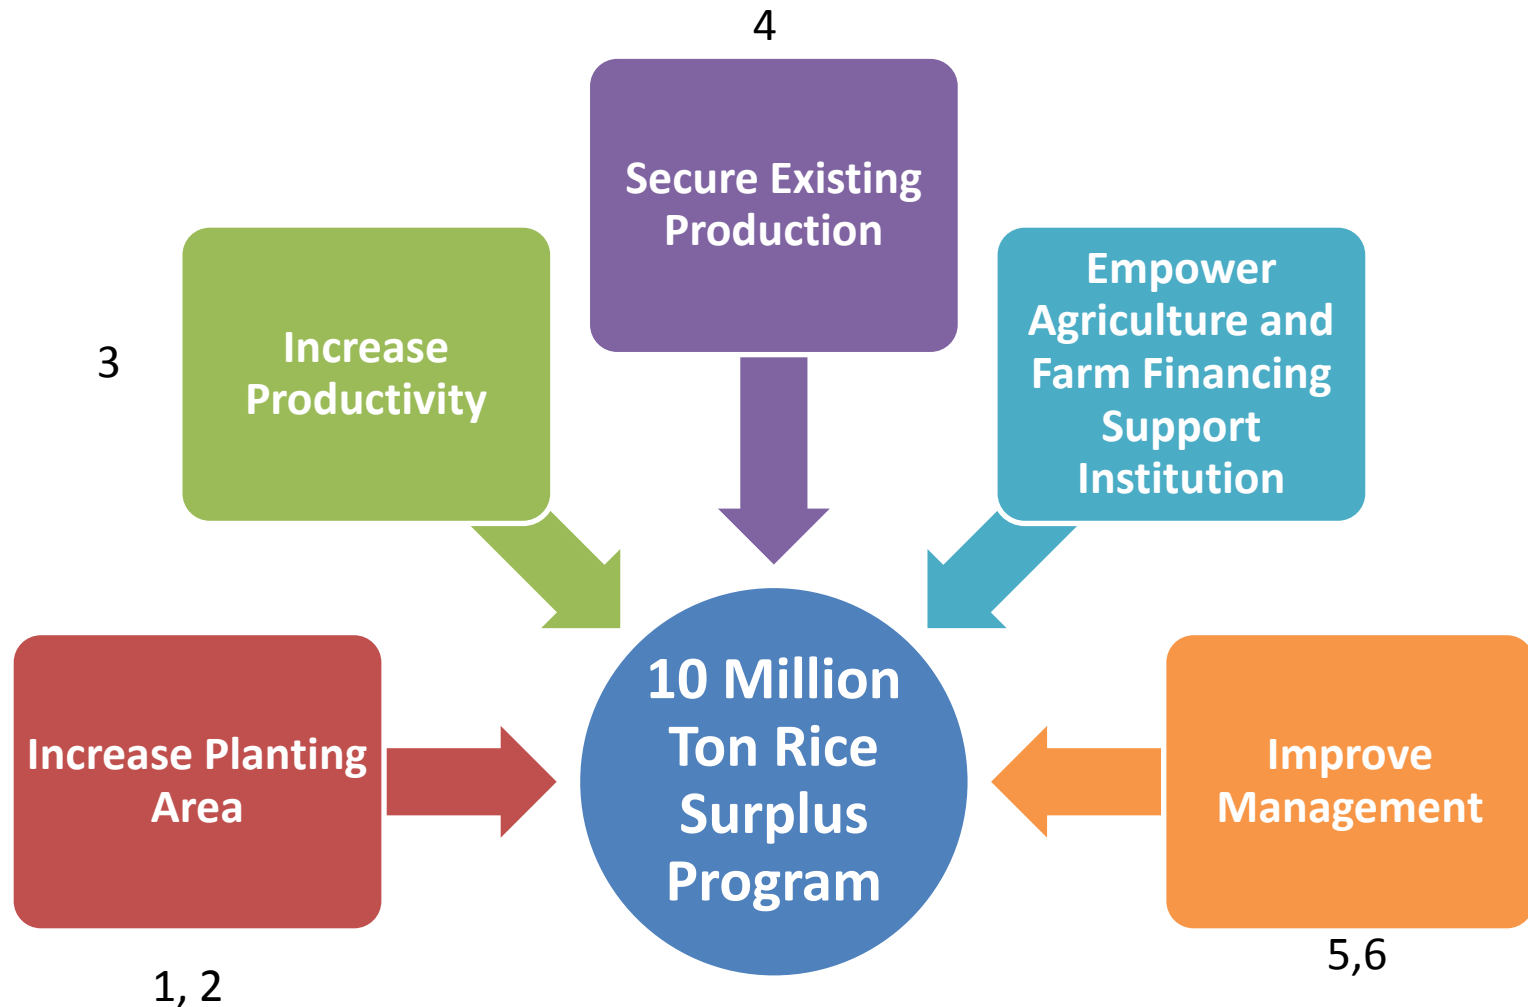 4
Secure Existing
Production
Empower
Agriculture and
Farm Financing
Support
Institution
3
Increase
Productivity
10 Million
Ton Rice
Surplus
Program
Increase Planting
Area
1, 2
Improve
Management
5,6